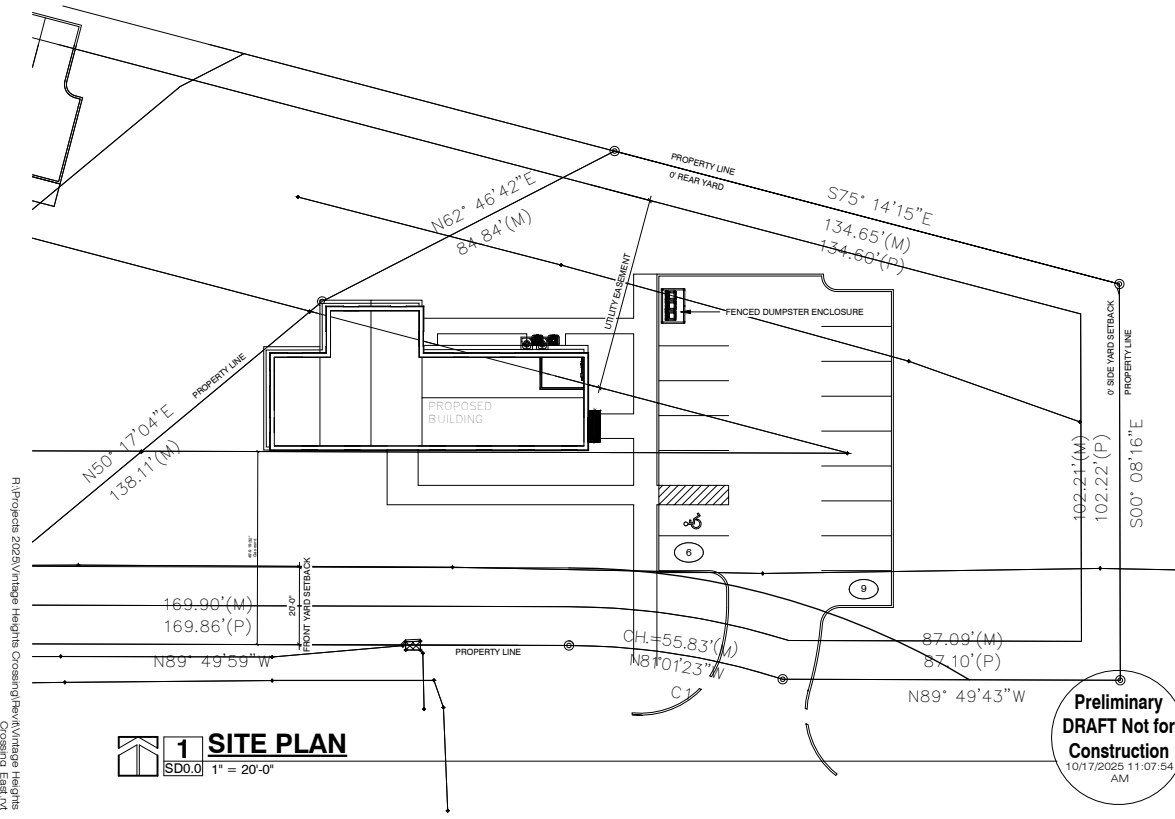 PROPERTY LINE
0' REAR YARD
S75° 14'15"E
134.65'(M)
134.60'(P)
N62° 46'42"E
84.84'(M)
UTILITY EASEMENT
FENCED DUMPSTER ENCLOSURE
0' SIDE YARD SETBACK
PROPERTY LINE
PROPERTY LINE
PROPOSED
BUILDING
N50° 17'04"E
138.11'(M)
102.21'(M)
102.22'(P)
S00° 08'16"E
6
9
20'-0"
FRONT YARD SETBACK
169.90'(M)
169.86'(P)
N89° 49'59"W
PROPERTY LINE
CH.=55.83'(M)
N81°01'23"W
C1
87.09'(M)
87.10'(P)
N89° 49'43"W
1
SD0.0
SITE PLAN
1" = 20'-0"
Preliminary
DRAFT Not for
Construction
10/17/2025 11:07:54
AM
R:\Projects 2025\Vintage Heights Crossing\Revit\Vintage Heights
Crossing East.rvt